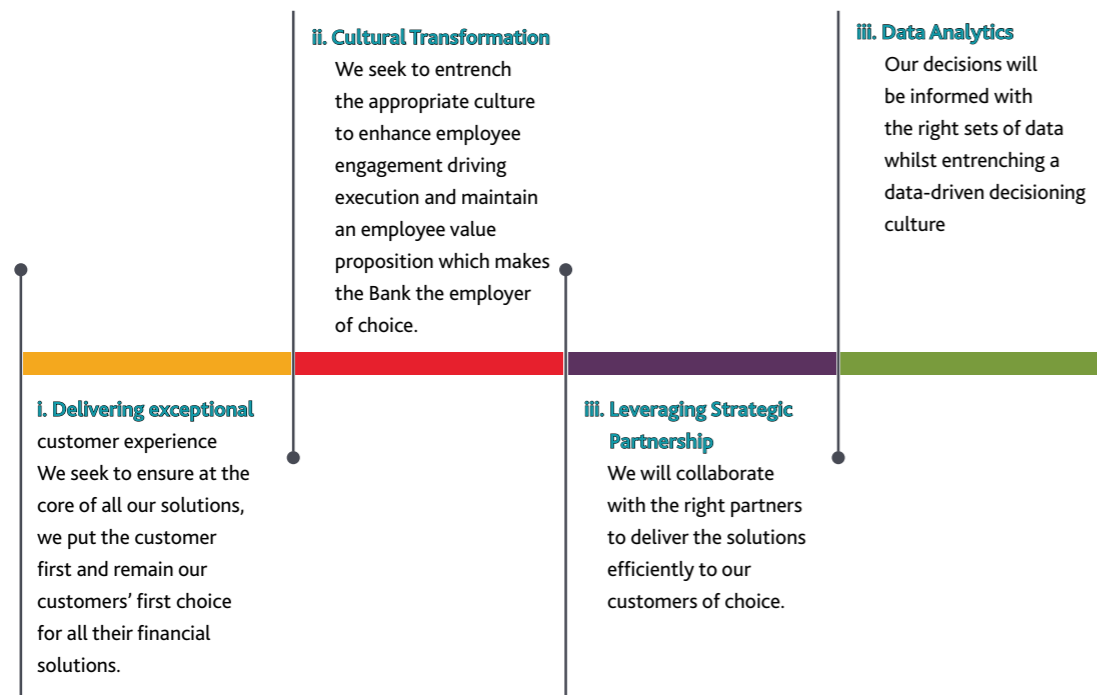 i. Delivering exceptional
customer experience
We seek to ensure at the
core of all our solutions,
we put the customer
first and remain our
customers’ first choice
for all their financial
solutions.
ii. Cultural Transformation
We seek to entrench
the appropriate culture
to enhance employee
engagement driving
execution and maintain
an employee value
proposition which makes
the Bank the employer
of choice.
iii. Leveraging Strategic
Partnership
We will collaborate
with the right partners
to deliver the solutions
efficiently to our
customers of choice.
iii. Data Analytics
Our decisions will
be informed with
the right sets of data
whilst entrenching a
data-driven decisioning
culture